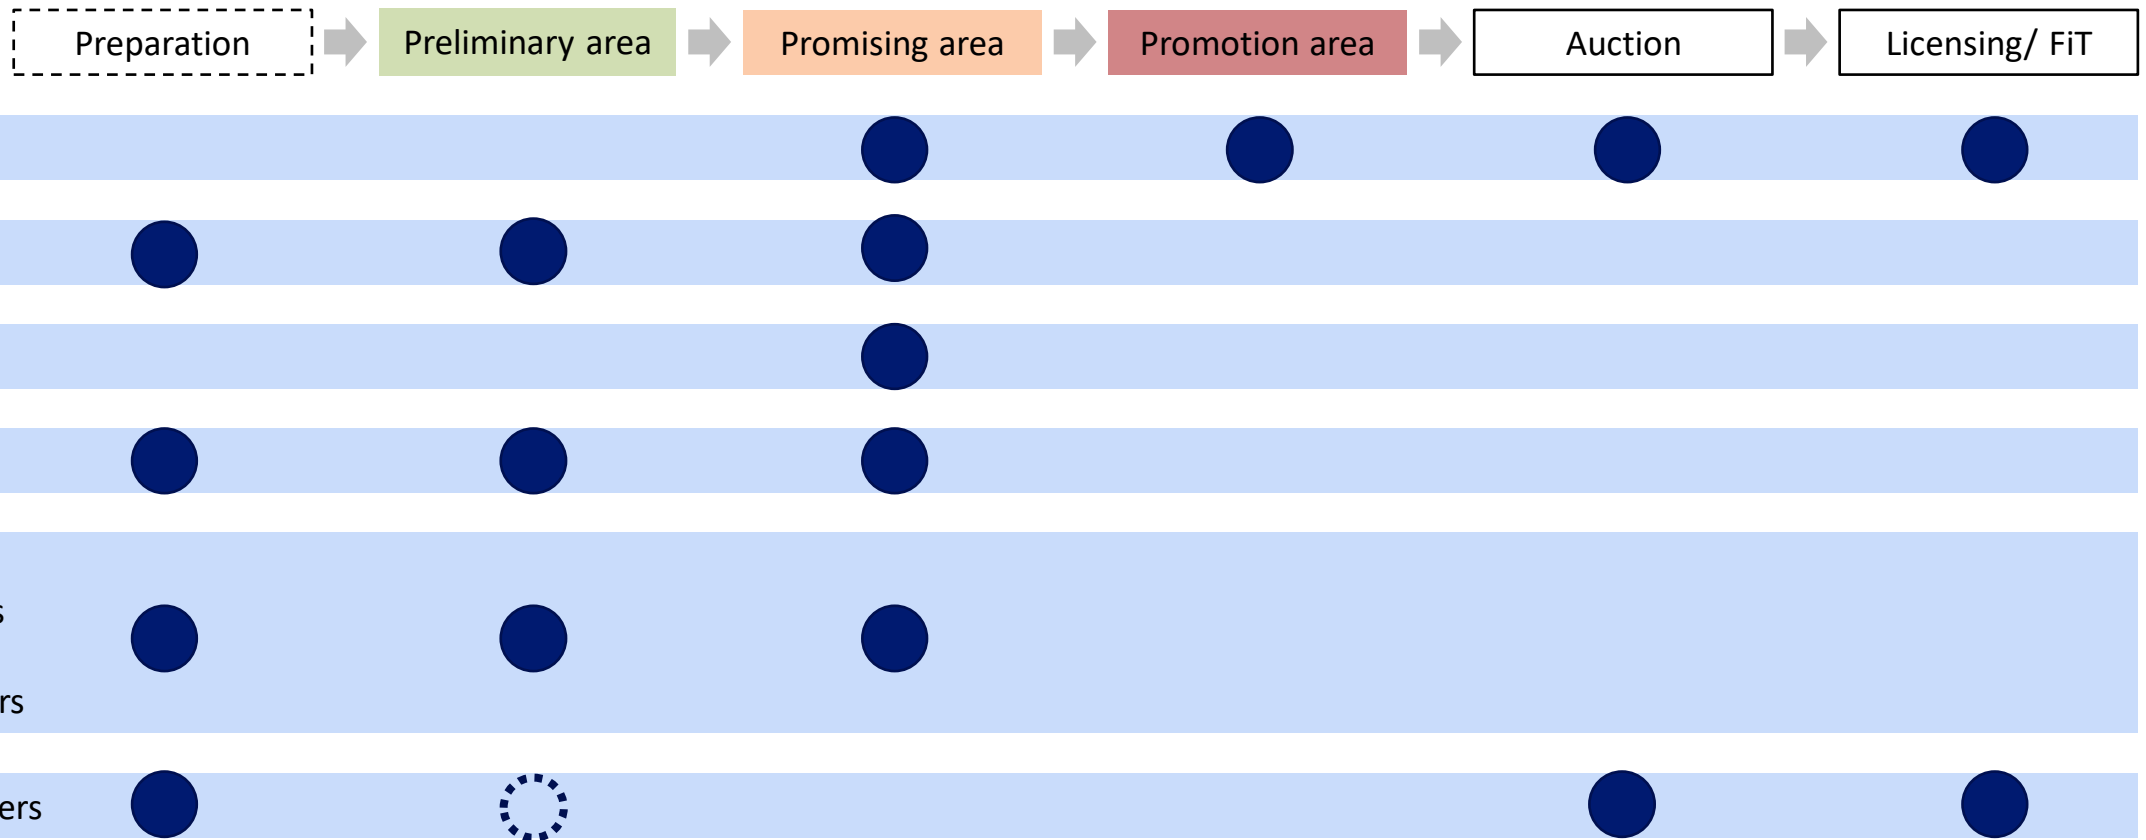 Preparation
Preliminary area
Promising area
Promotion area
Auction
Licensing/ FiT
s
rs
ers